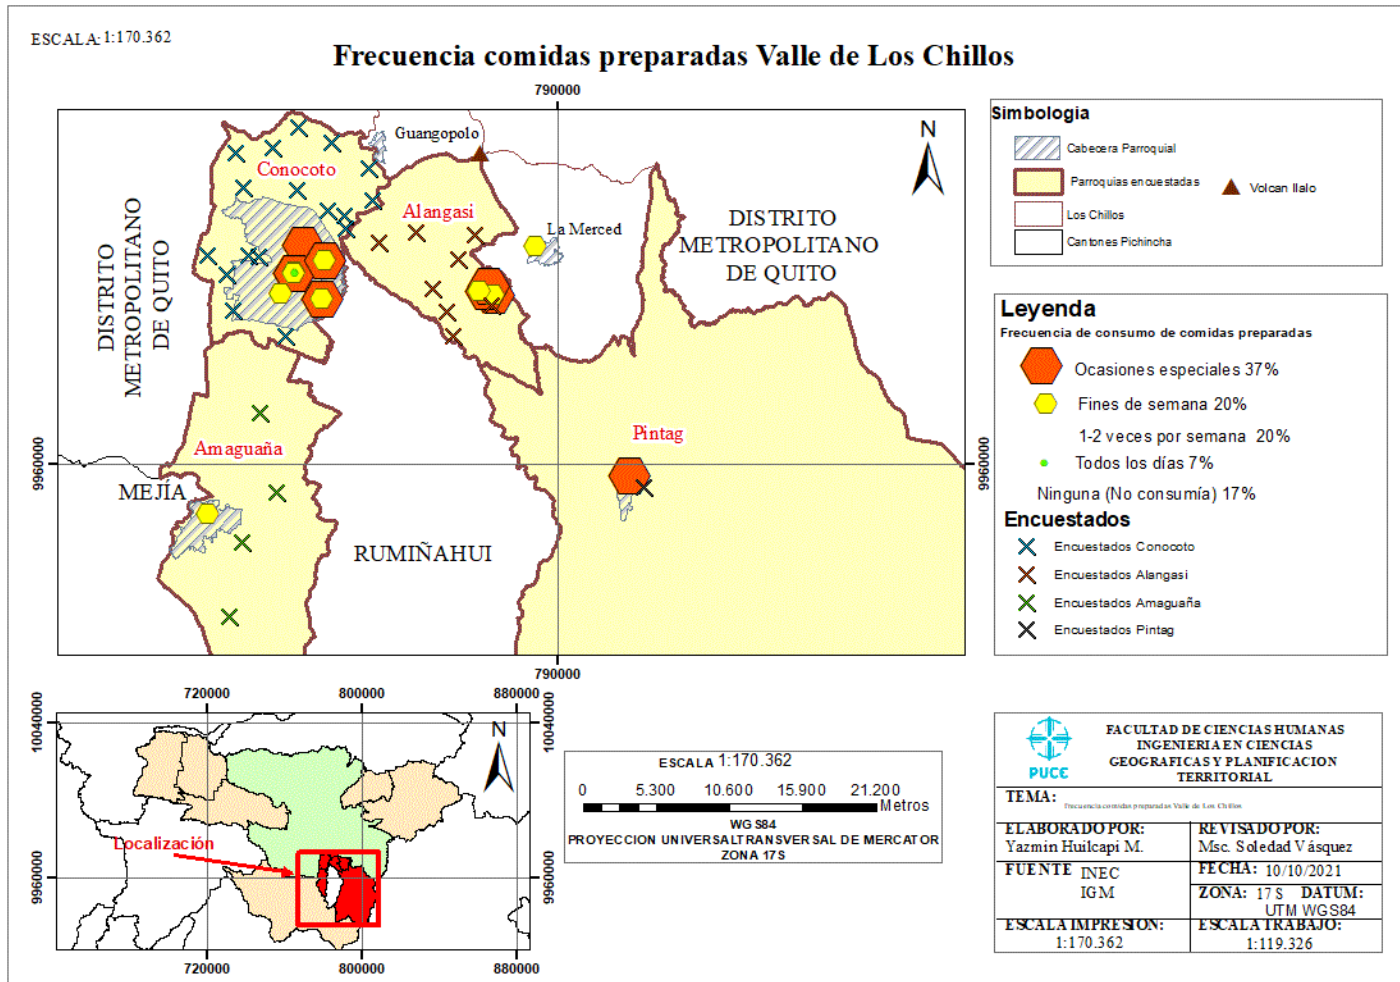 ESCALA: 1:170.362
Frecuencia comidas preparadas Valle de Los Chillos
790000
Guangopolo
N
Conocoto
Alangasi
La Merced
DISTRITO
METROPOLITANO
DE QUITO
DISTRITO
METROPOLITANO
DE QUITO
Amaguaña
Pintag
9960000
9960000
MEJÍA
RUMIÑAHUI
790000
Simbologia
Cabecera Parroquial
Parroquias encuestadas
Volcan Ilalo
Los Chillos
Cantones Pichincha
Leyenda
Frecuencia de consumo de comidas preparadas
Ocasiones especiales 37%
Fines de semana 20%
1-2 veces por semana 20%
Todos los días 7%
Ninguna (No consumía) 17%
Encuestados
Encuestados Conocoto
Encuestados Alangasi
Encuestados Amaguaña
Encuestados Pintag
720000
800000
880000
10040000
10040000
N
Localización
9960000
9960000
720000
800000
880000
ESCALA 1:170.362
0 5.300 10.600 15.900 21.200
Metros
WGS84
PROYECCION UNIVERSALTRANSVERSAL DE MERCATOR
ZONA 17S
PUCE
FACULTAD DE CIENCIAS HUMANAS
INGENIERIA EN CIENCIAS
GEOGRAFICAS Y PLANIFICACION
TERRITORIAL
TEMA:
Frecuencia comidas preparadas Valle de Los Chillos
ELABORADO POR:
Yazmin Huilcapi M.
REVISADO POR:
Msc. Soledad Vásquez
FUENTE INEC
IGM
FECHA: 10/10/2021
ZONA: 17 S DATUM:
UTM WGS84
ESCALA IMPRESION:
1:170.362
ESCALA TRABAJO:
1:119.326